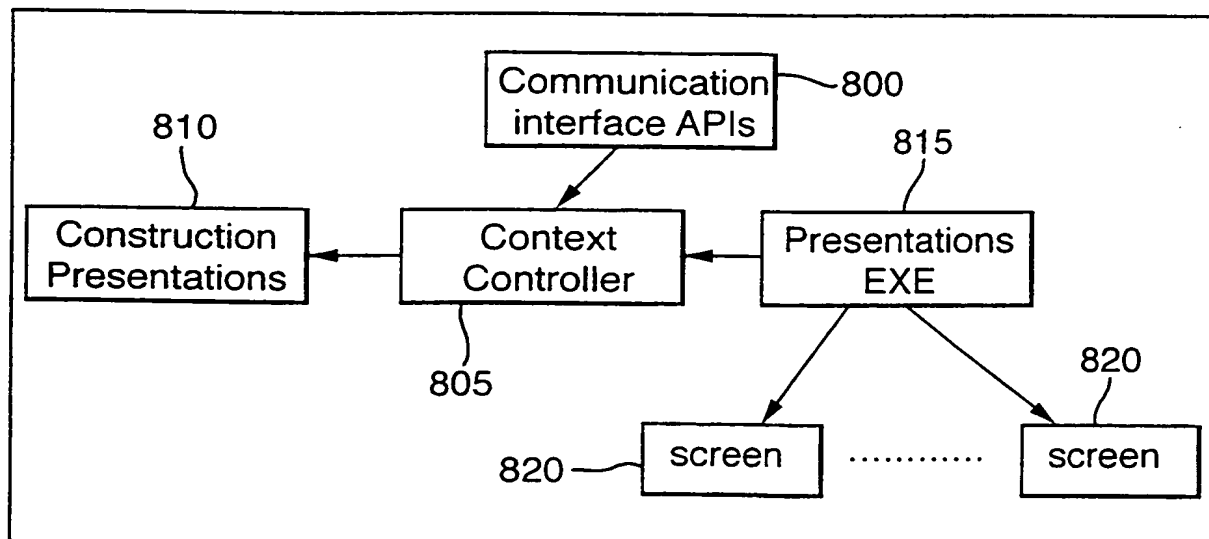 Communication
interface APIs
800
810
815
Construction
Presentations
Context
Controller
Presentations
EXE
805
820
820
screen
............
screen